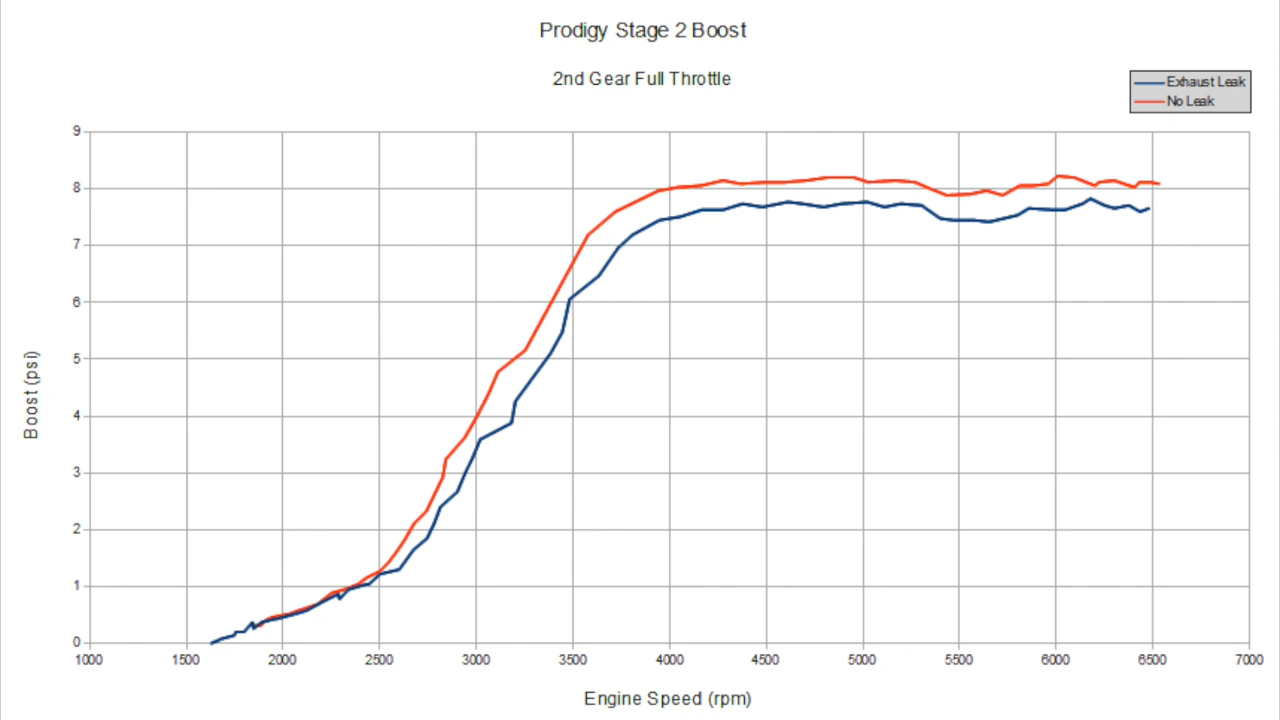 Prodigy Stage 2 Boost
2nd Gear Full Throttle
Exhaust Leak
No Leak
9
8
7
6
5
4
3
2
1
0
Boost (psi)
1000 1500 2000 2500 3000 3500 4000 4500 5000 5500 6000 6500 7000
Engine Speed (rpm)